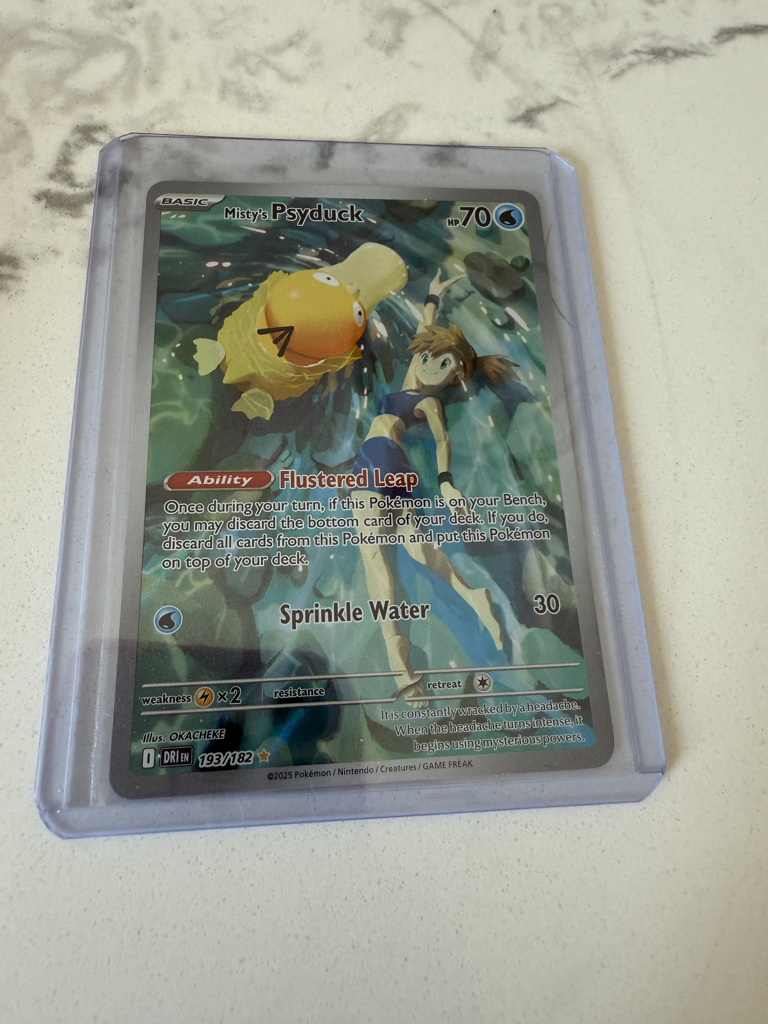 BASIC
Misty's Psyduck HP 70
Ability Flustered Leap
Once during your turn, if this Pokémon is on your Bench,
you may discard the bottom card of your deck. If you do,
discard all cards from this Pokémon and put this Pokémon
on top of your deck.
Sprinkle Water 30
weakness ×2 resistance retreat
It is constantly wracked by a headache.
When the headache turns intense, it
begins using mysterious powers.
Illus. OKACHEKE
I DRI EN 193/182
©2025 Pokémon / Nintendo / Creatures / GAME FREAK